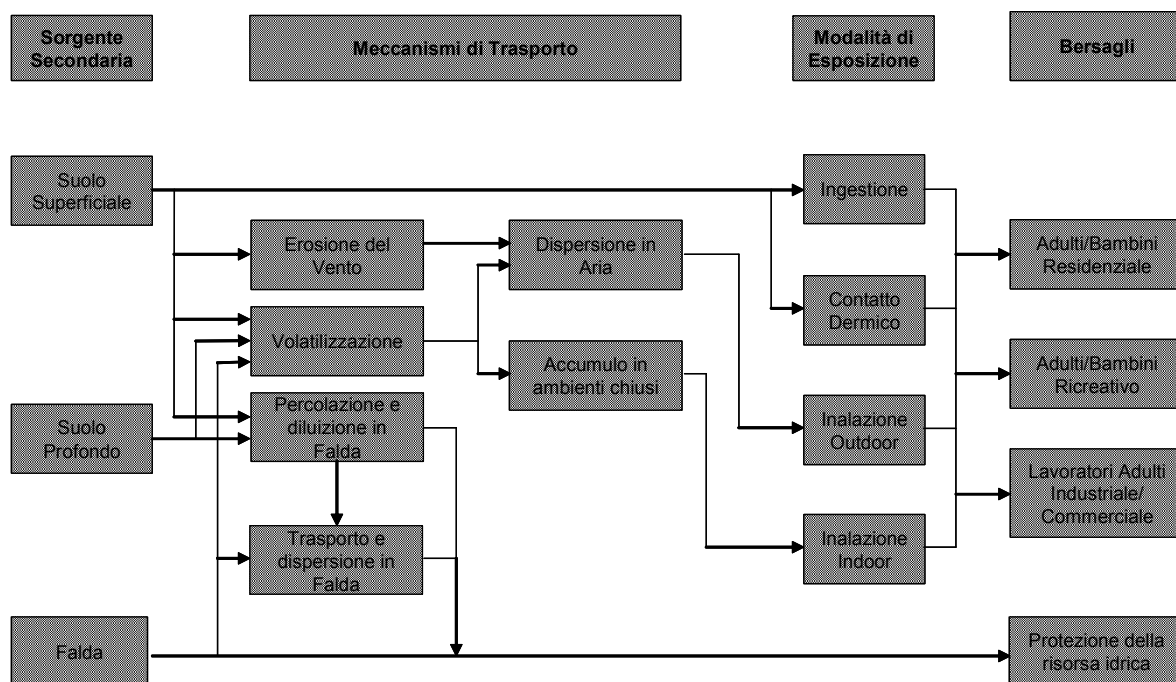 Sorgente
Secondaria
Meccanismi di Trasporto
Modalità di
Esposizione
Bersagli
Suolo
Superficiale
Ingestione
Erosione del
Vento
Dispersione in
Aria
Adulti/Bambini
Residenziale
Volatilizzazione
Contatto
Dermico
Accumulo in
ambienti chiusi
Adulti/Bambini
Ricreativo
Suolo
Profondo
Percolazione e
diluizione in
Falda
Inalazione
Outdoor
Lavoratori Adulti
Industriale/
Commerciale
Trasporto e
dispersione in
Falda
Inalazione
Indoor
Falda
Protezione della
risorsa idrica